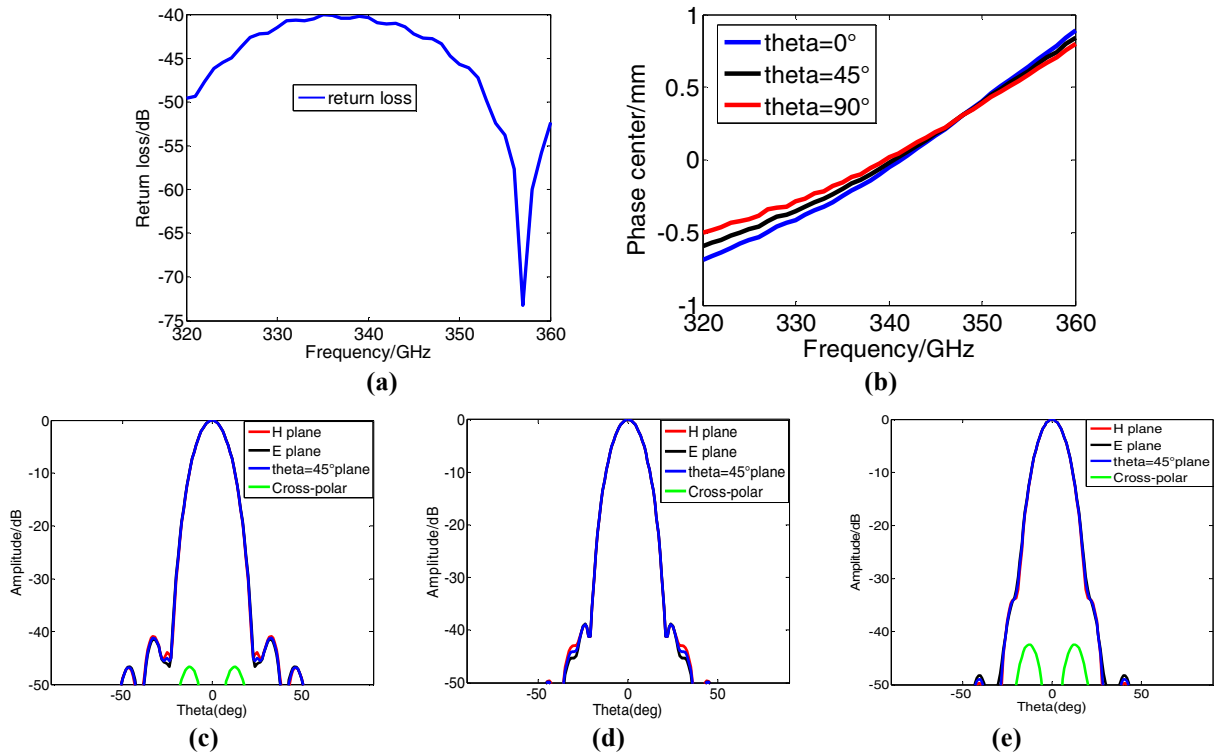 -40
-45
-50
-55
-60
-65
-70
-75
320
330
340
350
360
Return loss/dB
Frequency/GHz
return loss
(a)
1
0.5
0
-0.5
-1
320
330
340
350
360
Phase center/mm
Frequency/GHz
theta=0°
theta=45°
theta=90°
(b)
0
-10
-20
-30
-40
-50
-50
0
50
Amplitude/dB
Theta(deg)
H plane
E plane
theta=45°plane
Cross-polar
(c)
0
-10
-20
-30
-40
-50
-50
0
50
Amplitude/dB
Theta(deg)
H plane
E plane
theta=45°plane
Cross-polar
(d)
0
-10
-20
-30
-40
-50
-50
0
50
Amplitude/dB
Theta(deg)
H plane
E plane
theta=45°plane
Cross-polar
(e)